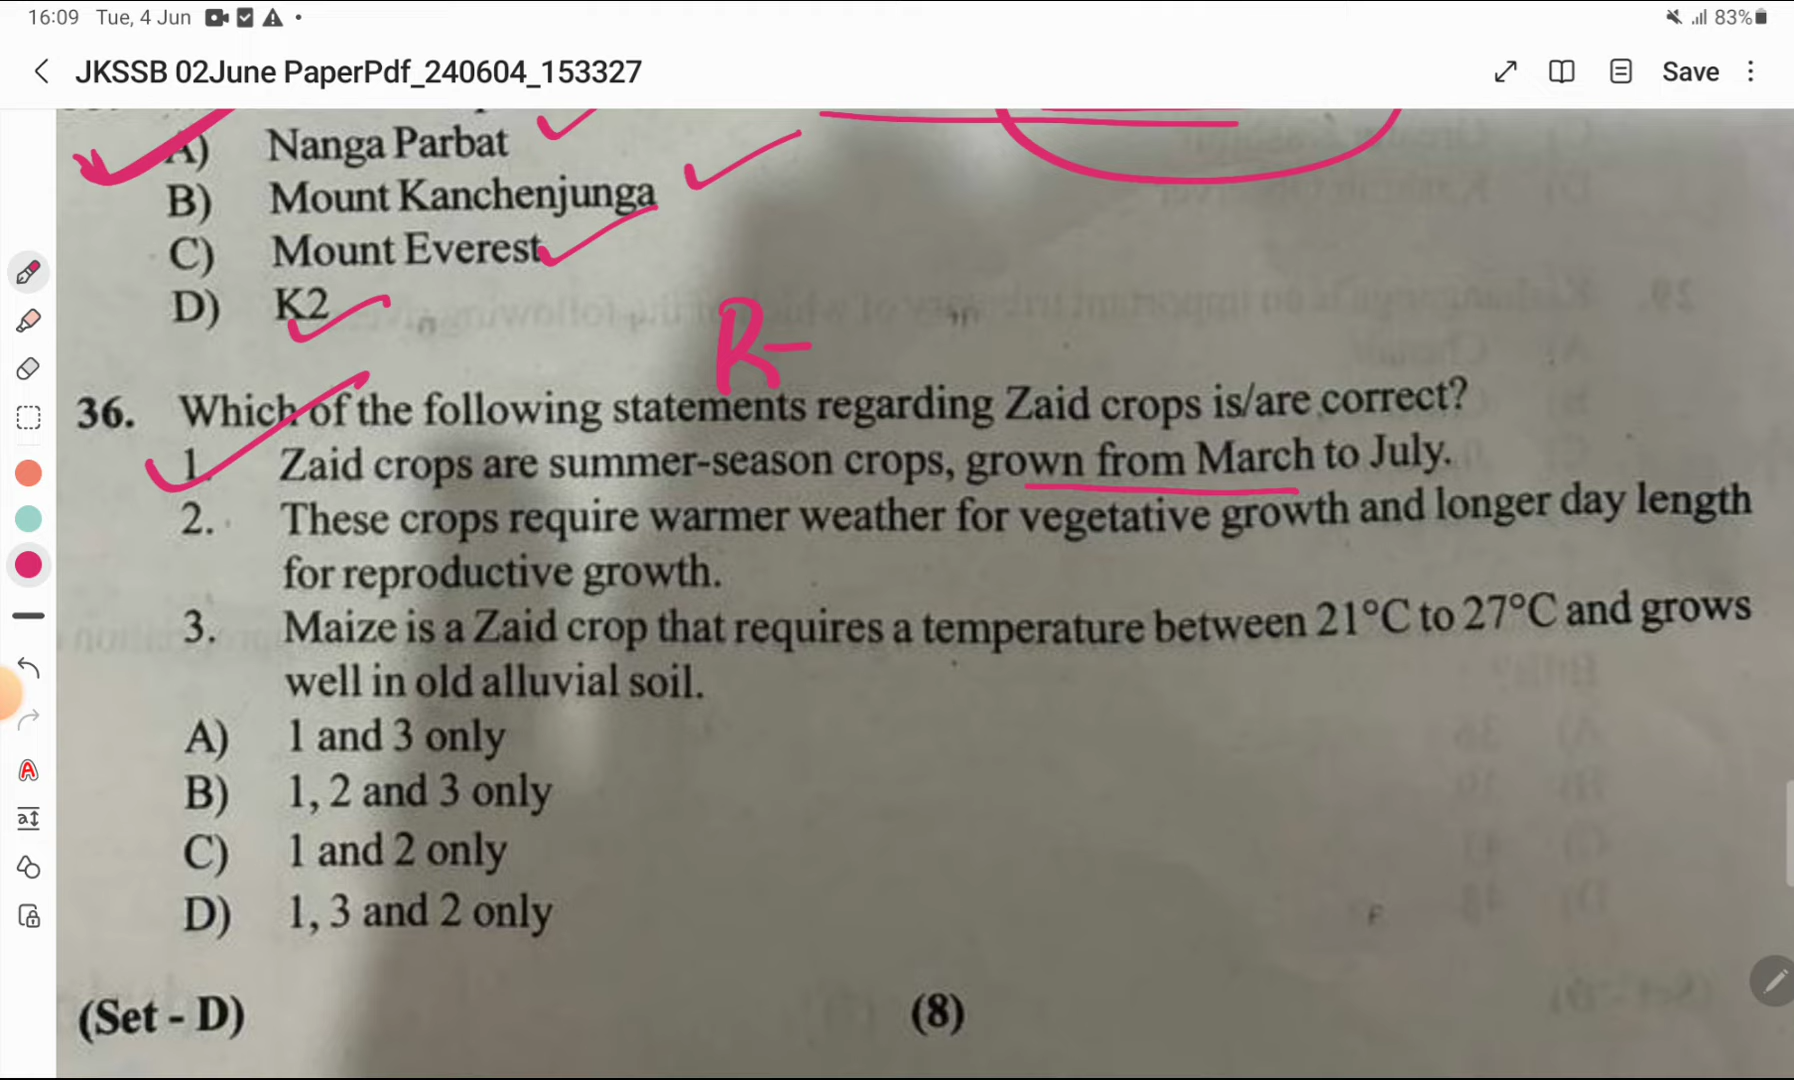 16:09 Tue, 4 Jun
83%
JKSSB 02June PaperPdf_240604_153327
Save
A) Nanga Parbat
B) Mount Kanchenjunga
C) Mount Everest
D) K2
R-
36. Which of the following statements regarding Zaid crops is/are correct?
1. Zaid crops are summer-season crops, grown from March to July.
2. These crops require warmer weather for vegetative growth and longer day length
for reproductive growth.
3. Maize is a Zaid crop that requires a temperature between 21°C to 27°C and grows
well in old alluvial soil.
A) 1 and 3 only
B) 1, 2 and 3 only
C) 1 and 2 only
D) 1, 3 and 2 only
(Set - D)
(8)